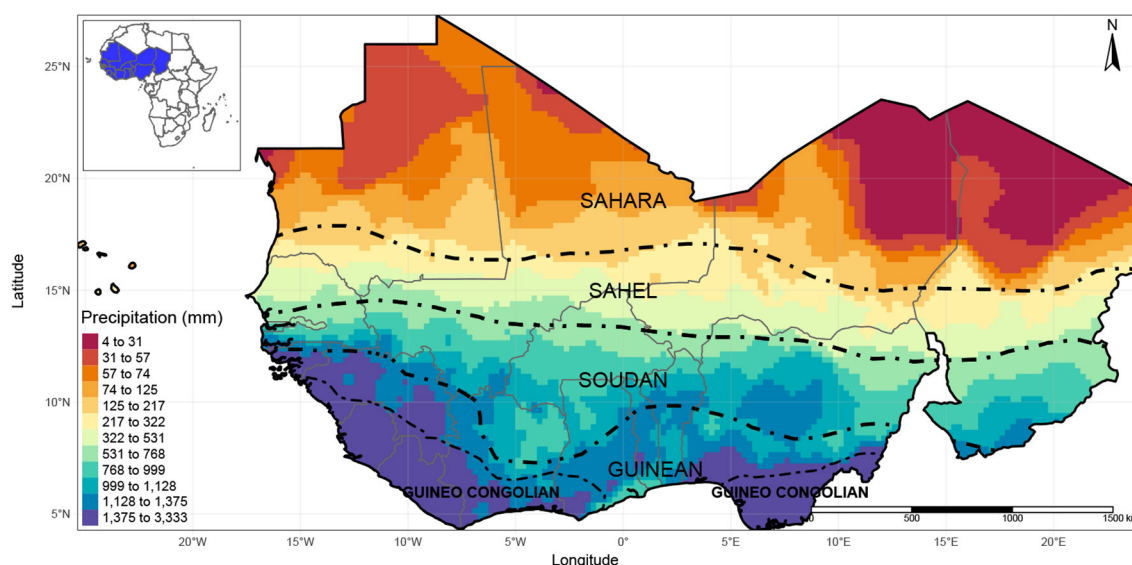 N
25°N
20°N
15°N
10°N
5°N
Latitude
SAHARA
SAHEL
SOUDAN
GUINEAN
GUINEO CONGOLIAN
GUINEO CONGOLIAN
Precipitation (mm)
4 to 31
31 to 57
57 to 74
74 to 125
125 to 217
217 to 322
322 to 531
531 to 768
768 to 999
999 to 1,128
1,128 to 1,375
1,375 to 3,333
0 500 1000 1500 k
20°W 15°W 10°W 5°W 0° 5°E 10°E 15°E 20°E
Longitude